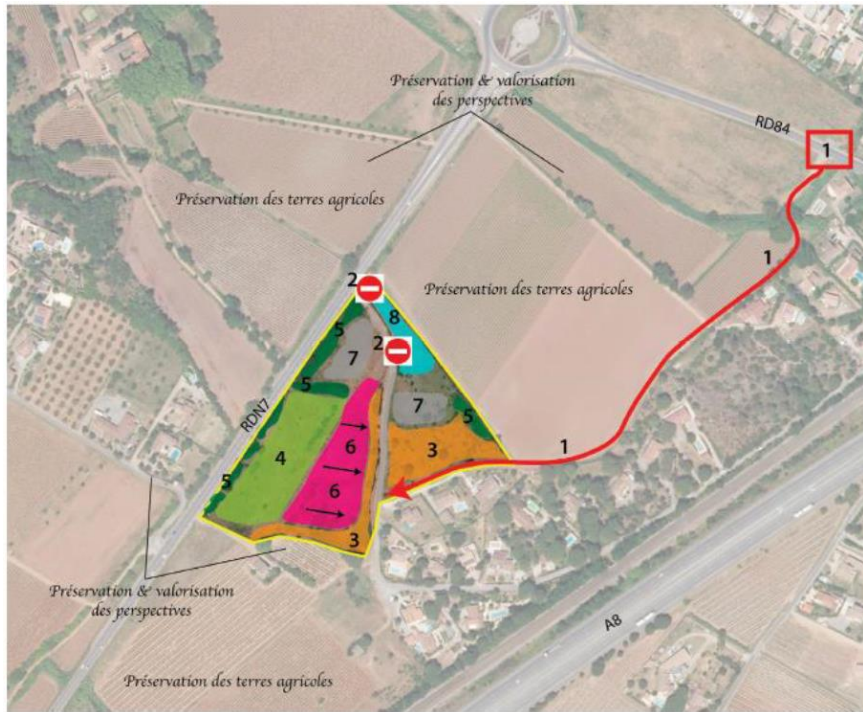 Préservation & valorisation
des perspectives
RD84
1
Préservation des terres agricoles
1
2
Préservation des terres agricoles
8
5
2
7
5
7
5
RDN7
6
3
1
4
6
5
3
Préservation & valorisation
des perspectives
A8
Préservation des terres agricoles